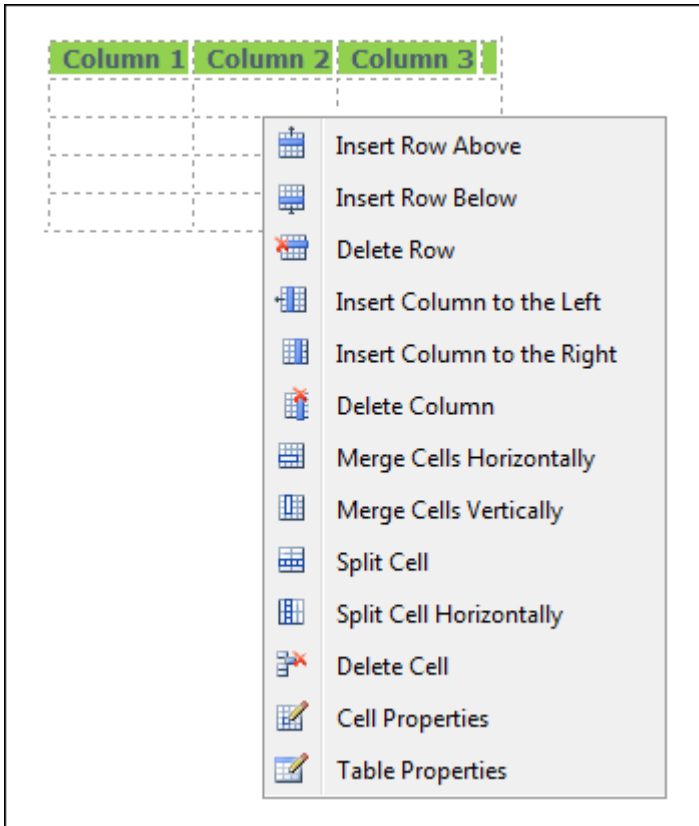 Column 1 Column 2 Column 3
Insert Row Above
Insert Row Below
Delete Row
Insert Column to the Left
Insert Column to the Right
Delete Column
Merge Cells Horizontally
Merge Cells Vertically
Split Cell
Split Cell Horizontally
Delete Cell
Cell Properties
Table Properties